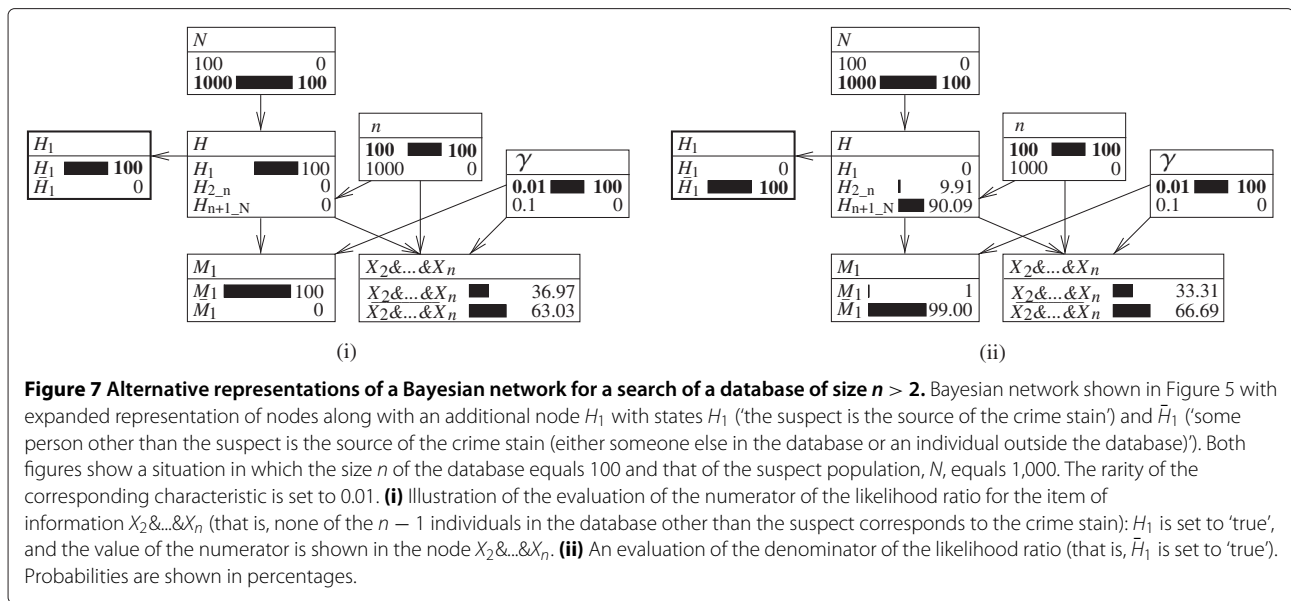 N
100 0
1000 100
H₁
H₁ 100
H̄₁ 0
H
H₁ 100
H₂_n 0
Hₙ₊₁_N 0
n
100 100
1000 0
γ
0.01 100
0.1 0
M₁
M₁ 100
M̄₁ 0
X₂&...&Xₙ
X₂&...&Xₙ 36.97
X₂&...&Xₙ 63.03
(i)
N
100 0
1000 100
H₁
H₁ 0
H̄₁ 100
H
H₁ 0
H₂_n 9.91
Hₙ₊₁_N 90.09
n
100 100
1000 0
γ
0.01 100
0.1 0
M₁
M₁ 1
M̄₁ 99.00
X₂&...&Xₙ
X₂&...&Xₙ 33.31
X₂&...&Xₙ 66.69
(ii)
Figure 7 Alternative representations of a Bayesian network for a search of a database of size n > 2. Bayesian network shown in Figure 5 with
expanded representation of nodes along with an additional node H₁ with states H₁ ('the suspect is the source of the crime stain') and H̄₁ ('some
person other than the suspect is the source of the crime stain (either someone else in the database or an individual outside the database)'). Both
figures show a situation in which the size n of the database equals 100 and that of the suspect population, N, equals 1,000. The rarity of the
corresponding characteristic is set to 0.01. (i) Illustration of the evaluation of the numerator of the likelihood ratio for the item of
information X₂&...&Xₙ (that is, none of the n − 1 individuals in the database other than the suspect corresponds to the crime stain): H₁ is set to 'true',
and the value of the numerator is shown in the node X₂&...&Xₙ. (ii) An evaluation of the denominator of the likelihood ratio (that is, H̄₁ is set to 'true').
Probabilities are shown in percentages.